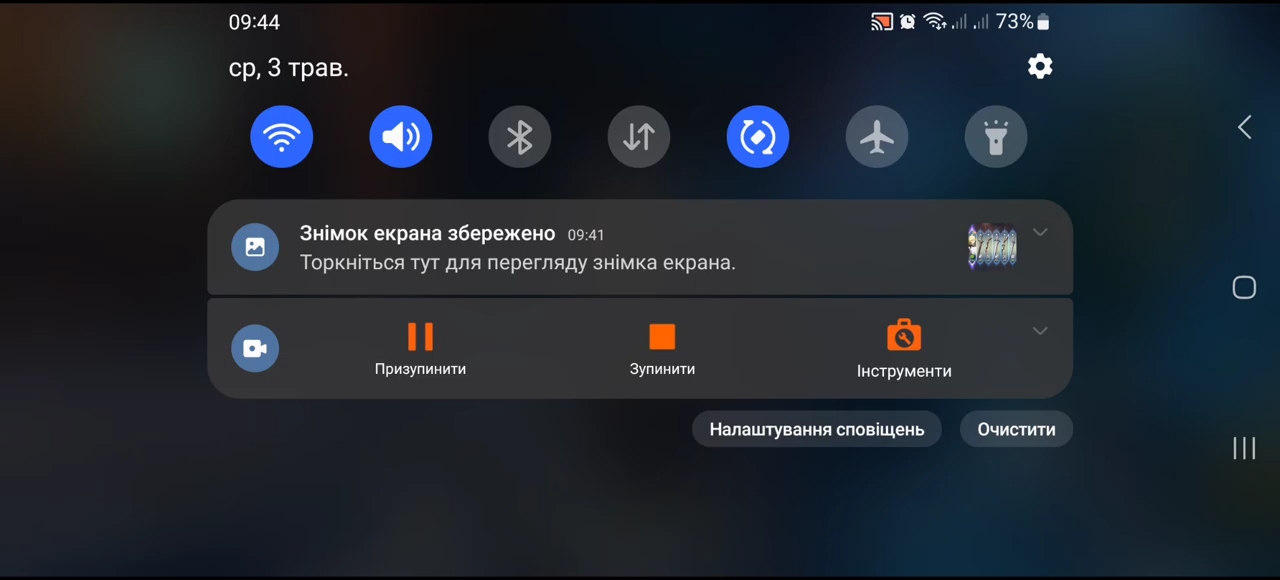 09:44
73%
ср, 3 трав.
Знімок екрана збережено 09:41
Торкніться тут для перегляду знімка екрана.
Призупинити
Зупинити
Інструменти
Налаштування сповіщень
Очистити